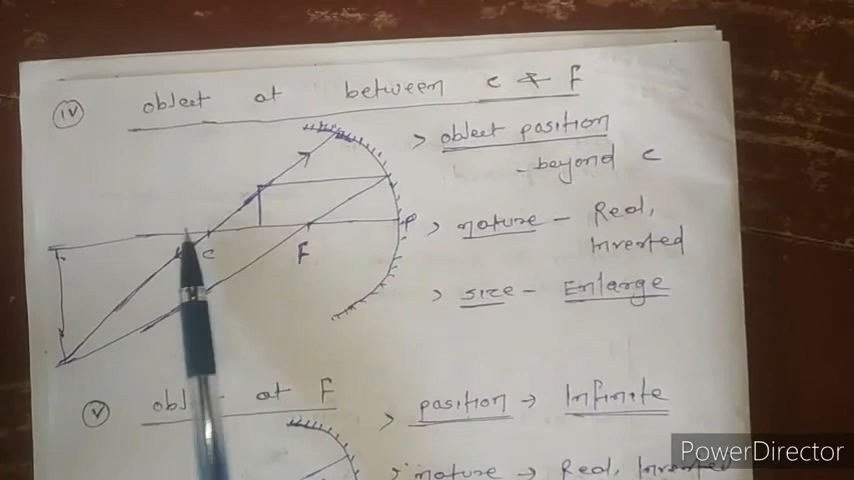 iv object at between c & F
> object position
- beyond c
> nature - Real,
Inverted
> size - Enlarge
P
C
F
v obj at F
> position → Infinite
> nature → Real, Inverted
PowerDirector